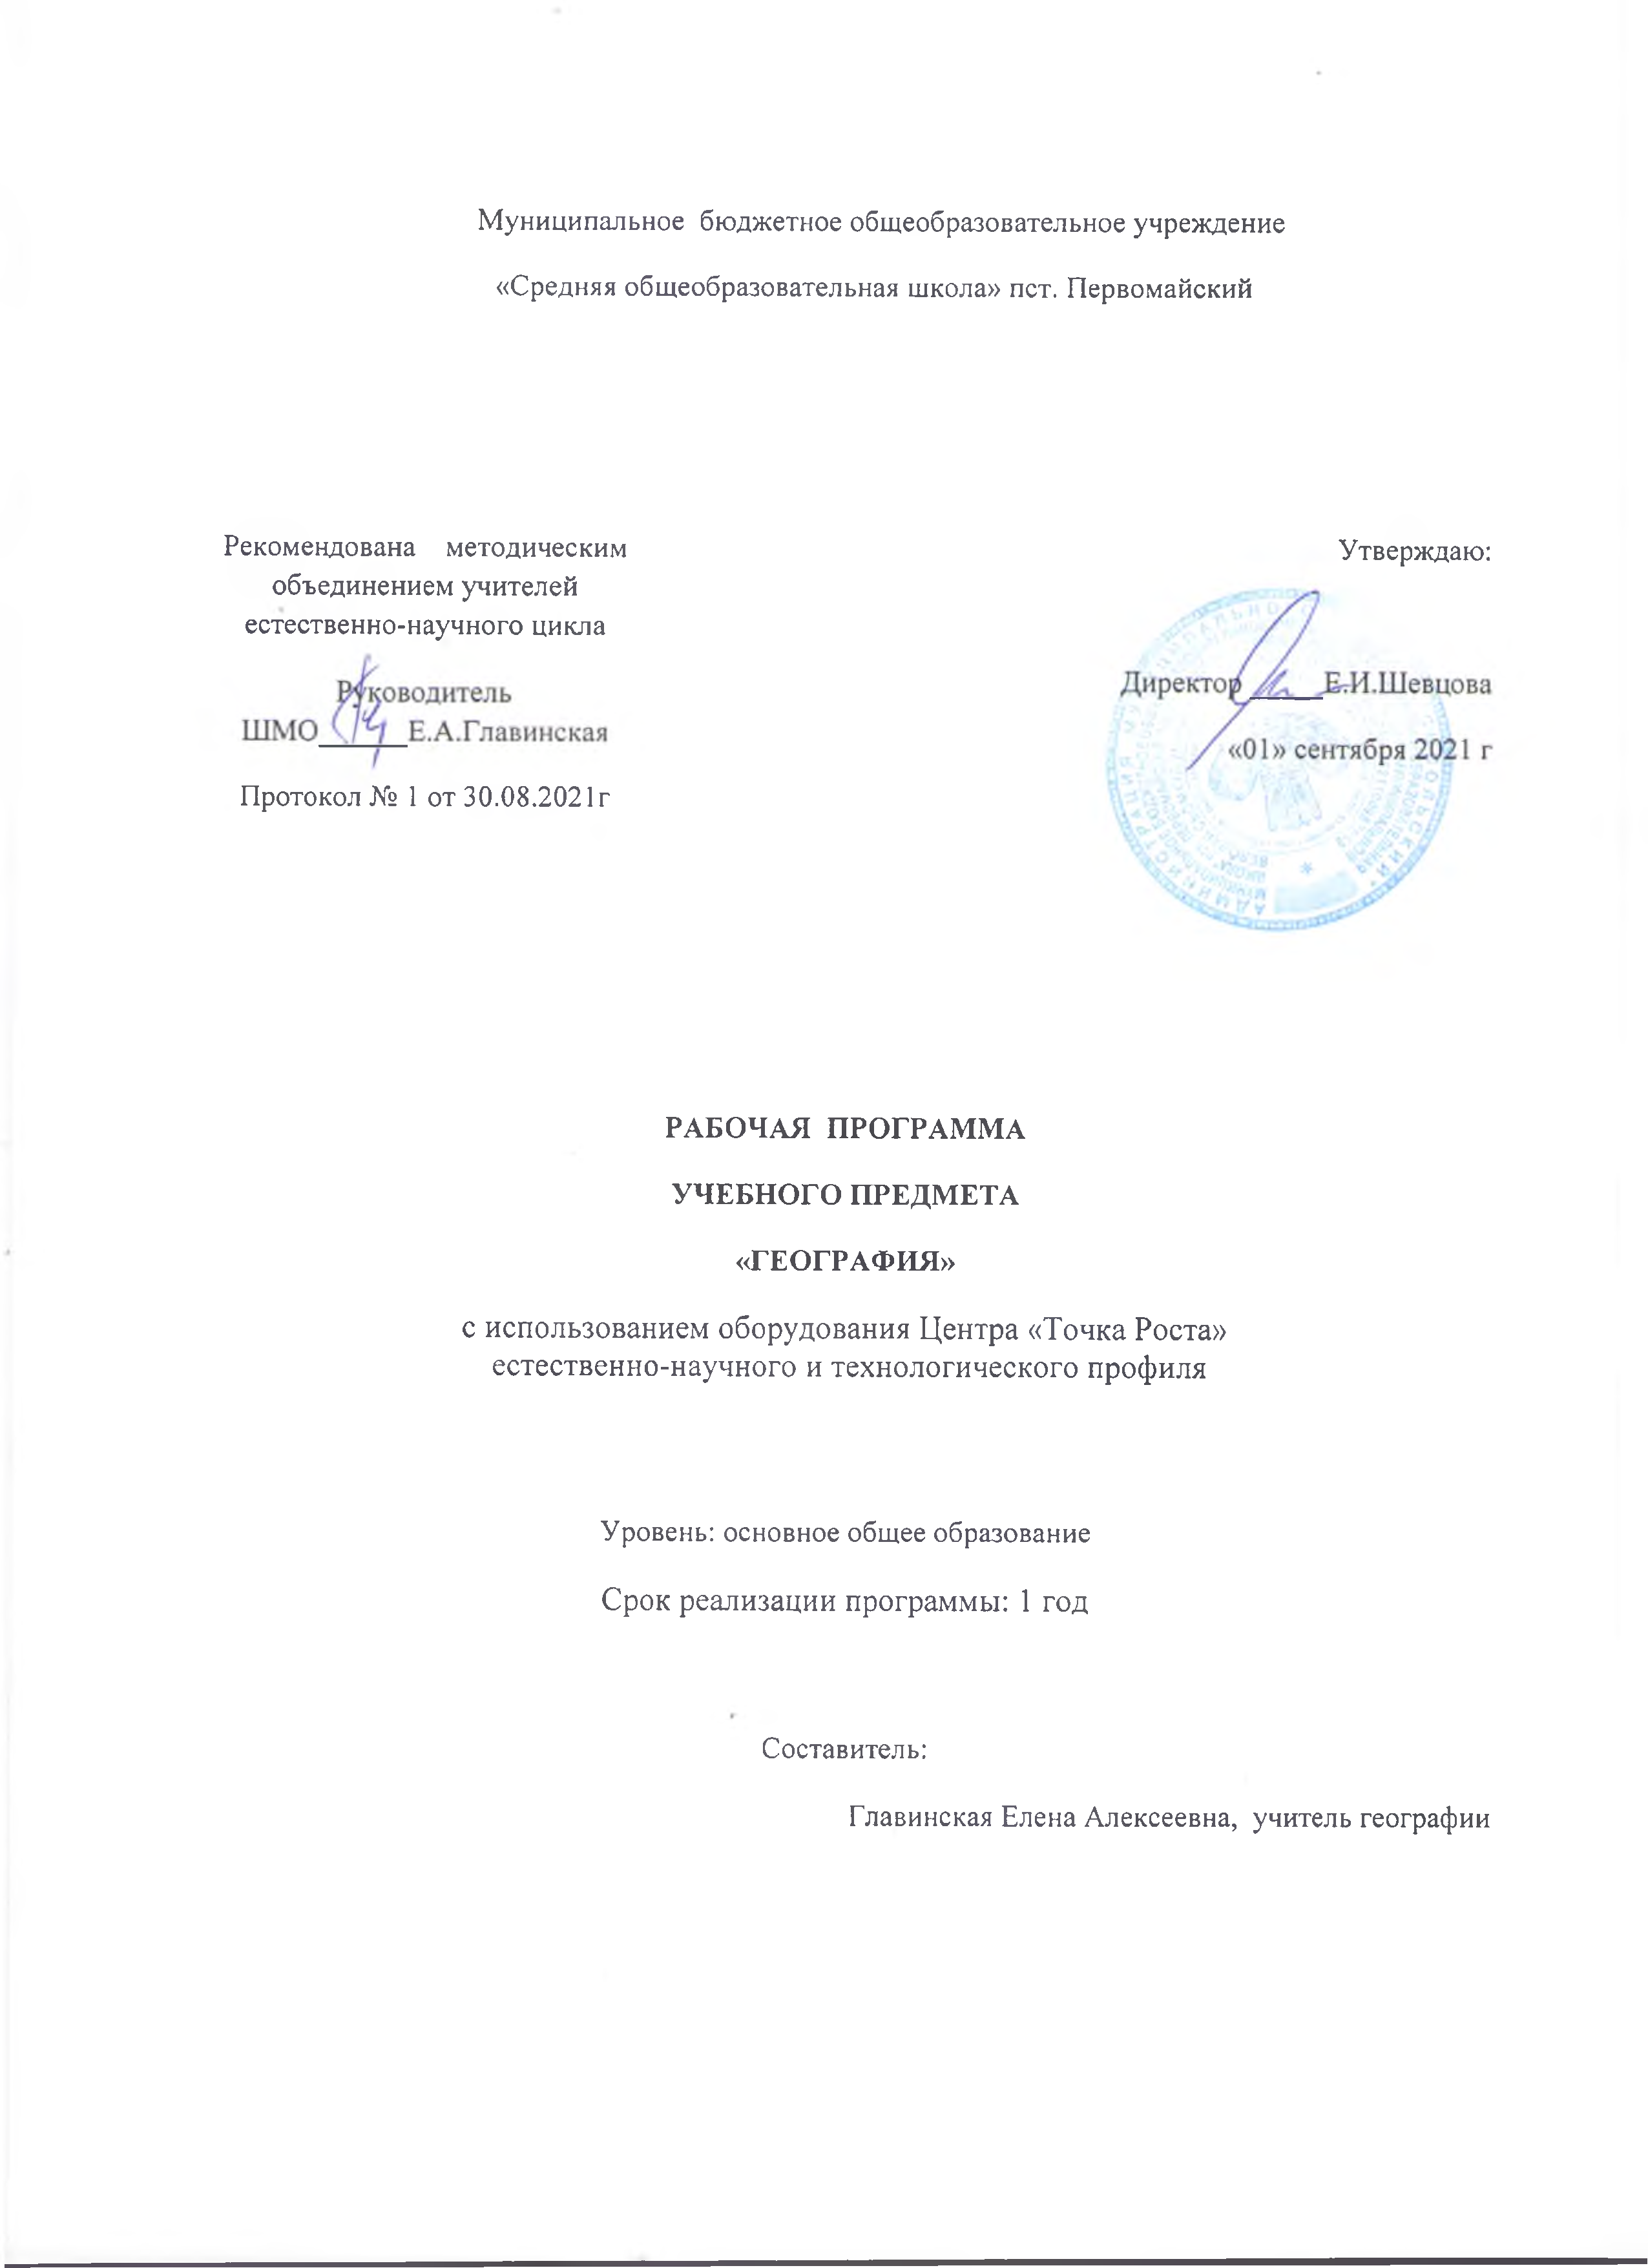 Муниципальное бюджетное общеобразовательное учреждение
«Средняя общеобразовательная школа» пст. Первомайский
Рекомендована методическим
объединением учителей
естественно-научного цикла
Руководитель
ШМО______Е.А.Главинская
Протокол № 1 от 30.08.2021г
Утверждаю:
Директор _____Е.И.Шевцова
«01» сентября 2021 г
РАБОЧАЯ ПРОГРАММА
УЧЕБНОГО ПРЕДМЕТА
«ГЕОГРАФИЯ»
с использованием оборудования Центра «Точка Роста»
естественно-научного и технологического профиля
Уровень: основное общее образование
Срок реализации программы: 1 год
Составитель:
Главинская Елена Алексеевна, учитель географии